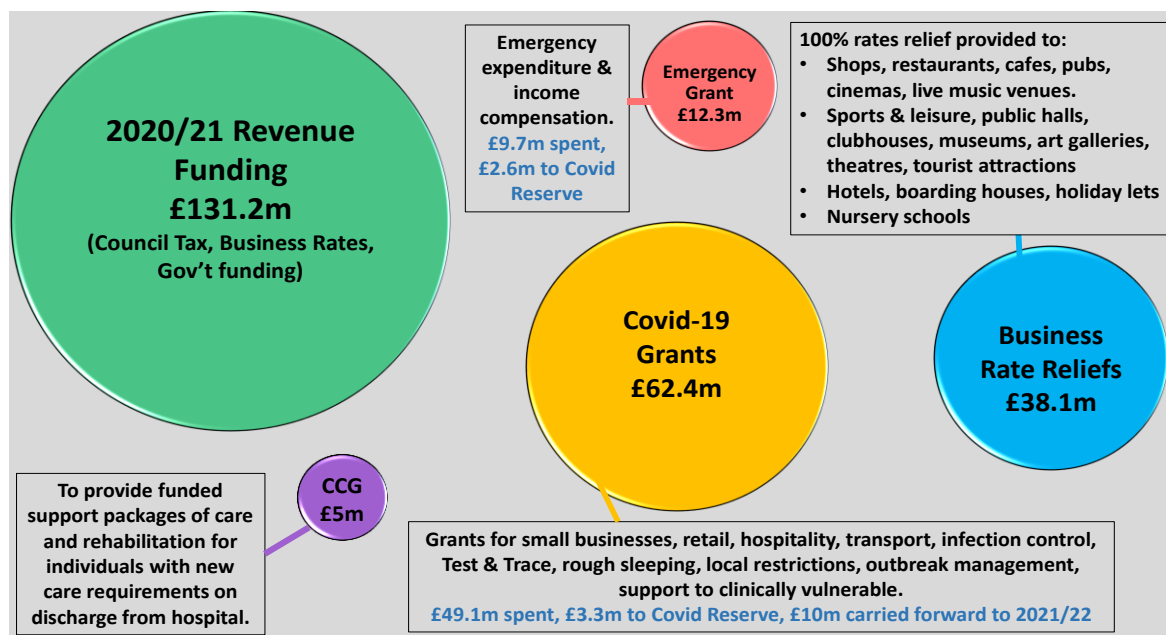 2020/21 Revenue
Funding
£131.2m
(Council Tax, Business Rates,
Gov't funding)
Emergency
expenditure &
income
compensation.
£9.7m spent,
£2.6m to Covid
Reserve
Emergency
Grant
£12.3m
100% rates relief provided to:
• Shops, restaurants, cafes, pubs,
cinemas, live music venues.
• Sports & leisure, public halls,
clubhouses, museums, art galleries,
theatres, tourist attractions
• Hotels, boarding houses, holiday lets
• Nursery schools
Covid-19
Grants
£62.4m
Business
Rate Reliefs
£38.1m
CCG
£5m
To provide funded
support packages of care
and rehabilitation for
individuals with new
care requirements on
discharge from hospital.
Grants for small businesses, retail, hospitality, transport, infection control,
Test & Trace, rough sleeping, local restrictions, outbreak management,
support to clinically vulnerable.
£49.1m spent, £3.3m to Covid Reserve, £10m carried forward to 2021/22